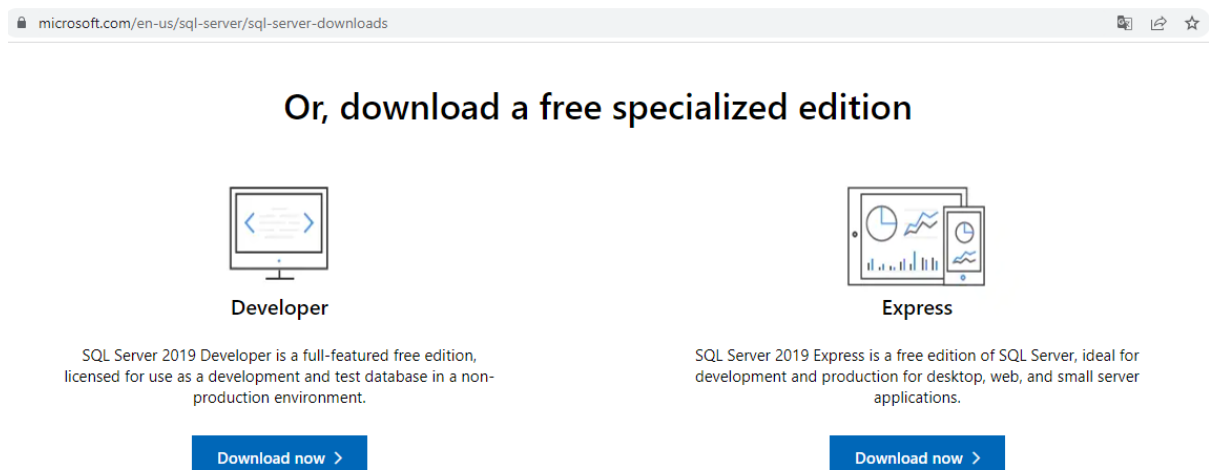 microsoft.com/en-us/sql-server/sql-server-downloads
Or, download a free specialized edition
Developer
SQL Server 2019 Developer is a full-featured free edition,
licensed for use as a development and test database in a non-
production environment.
Download now
Express
SQL Server 2019 Express is a free edition of SQL Server, ideal for
development and production for desktop, web, and small server
applications.
Download now